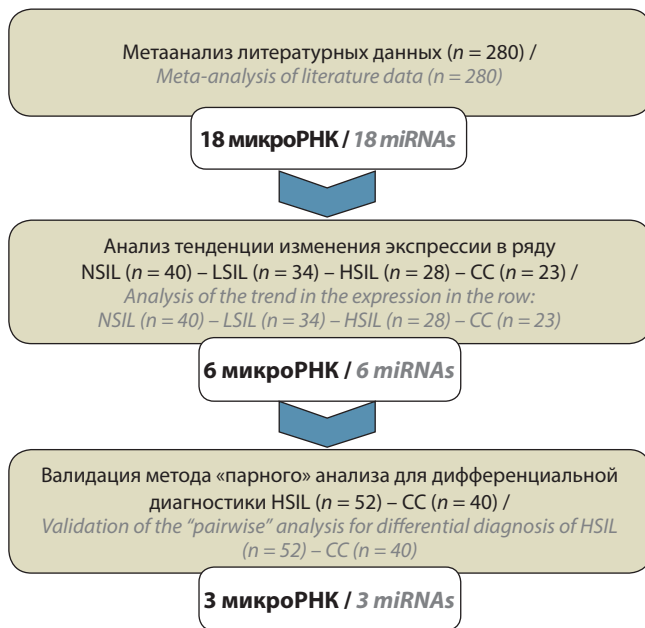 Метаанализ литературных данных (n = 280) /
Meta-analysis of literature data (n = 280)
18 микроРНК / 18 miRNAs
Анализ тенденции изменения экспрессии в ряду
NSIL (n = 40) – LSIL (n = 34) – HSIL (n = 28) – CC (n = 23) /
Analysis of the trend in the expression in the row:
NSIL (n = 40) – LSIL (n = 34) – HSIL (n = 28) – CC (n = 23)
6 микроРНК / 6 miRNAs
Валидация метода «парного» анализа для дифференциальной
диагностики HSIL (n = 52) – CC (n = 40) /
Validation of the “pairwise” analysis for differential diagnosis of HSIL
(n = 52) – CC (n = 40)
3 микроРНК / 3 miRNAs